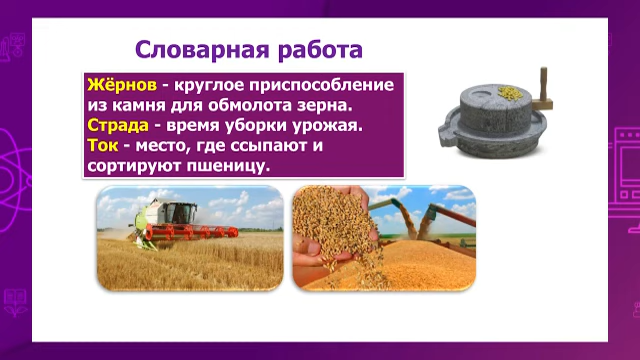 Словарная работа
Жёрнов - круглое приспособление
из камня для обмолота зерна.
Страда - время уборки урожая.
Ток - место, где ссыпают и
сортируют пшеницу.